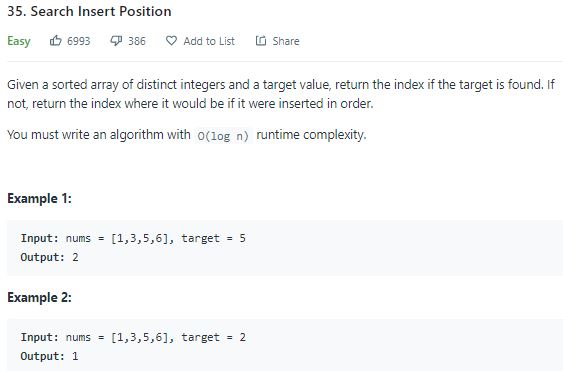 35. Search Insert Position
Easy 6993 386 Add to List Share
Given a sorted array of distinct integers and a target value, return the index if the target is found. If
not, return the index where it would be if it were inserted in order.
You must write an algorithm with O(log n) runtime complexity.
Example 1:
Input: nums = [1,3,5,6], target = 5
Output: 2
Example 2:
Input: nums = [1,3,5,6], target = 2
Output: 1